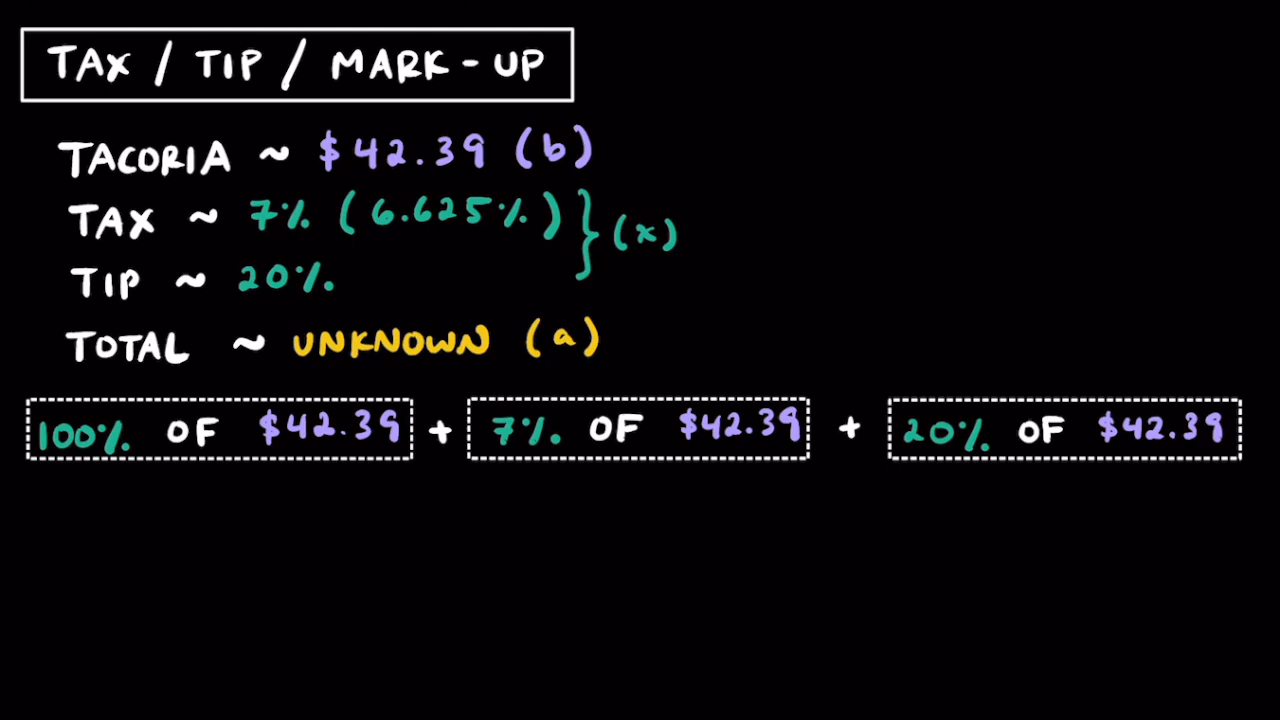 TAX / TIP / MARK-UP
TACORIA ~ $42.39 (b)
TAX ~ 7% (6.625%) } (x)
TIP ~ 20%
TOTAL ~ UNKNOWN (a)
100% OF $42.39 + 7% OF $42.39 + 20% OF $42.39